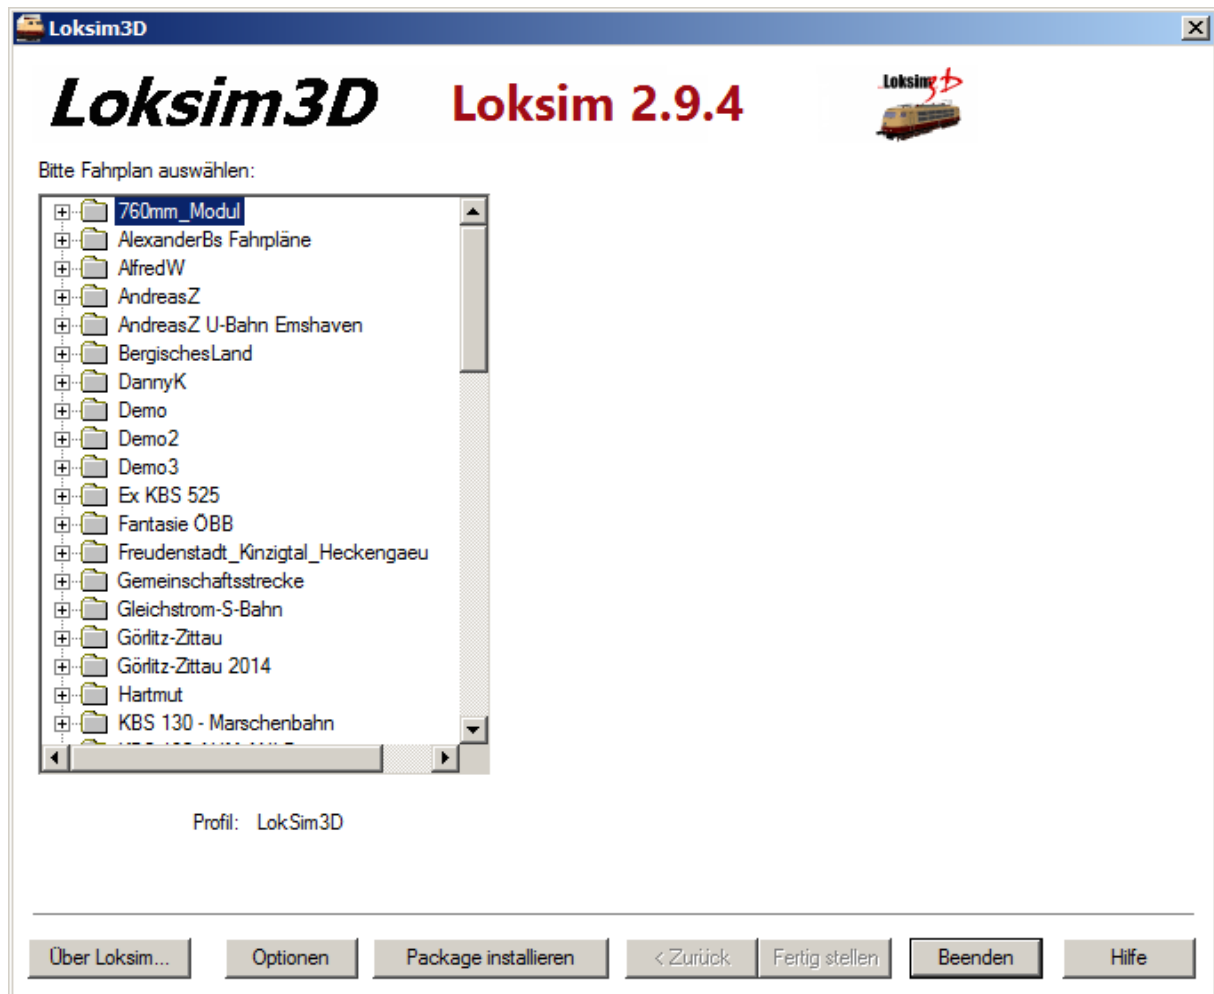 Loksim3D
Loksim3D Loksim 2.9.4 Loksim 3D
Bitte Fahrplan auswählen:
760mm_Modul
AlexanderBs Fahrpläne
AlfredW
AndreasZ
AndreasZ U-Bahn Emshaven
BergischesLand
DannyK
Demo
Demo2
Demo3
Ex KBS 525
Fantasie ÖBB
Freudenstadt_Kinzigtal_Heckengaeu
Gemeinschaftsstrecke
Gleichstrom-S-Bahn
Görlitz-Zittau
Görlitz-Zittau 2014
Hartmut
KBS 130 - Marschenbahn
Profil: LokSim3D
Über Loksim... Optionen Package installieren < Zurück Fertig stellen Beenden Hilfe